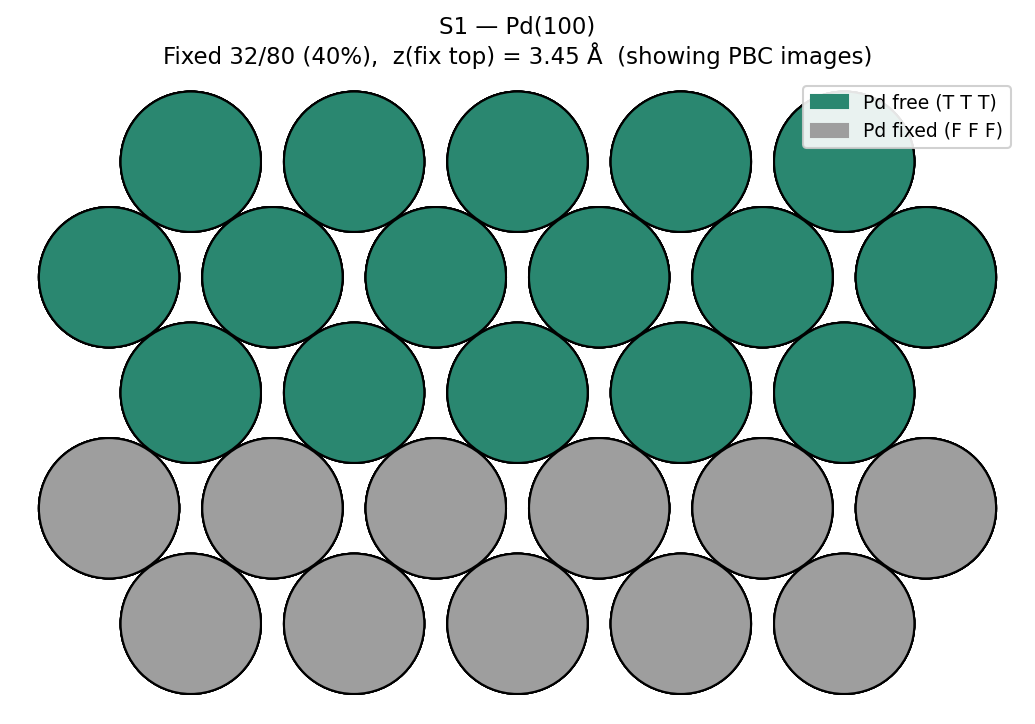 S1 — Pd(100)
Fixed 32/80 (40%),  z(fix top) = 3.45 Å  (showing PBC images)
Pd free (T T T)
Pd fixed (F F F)